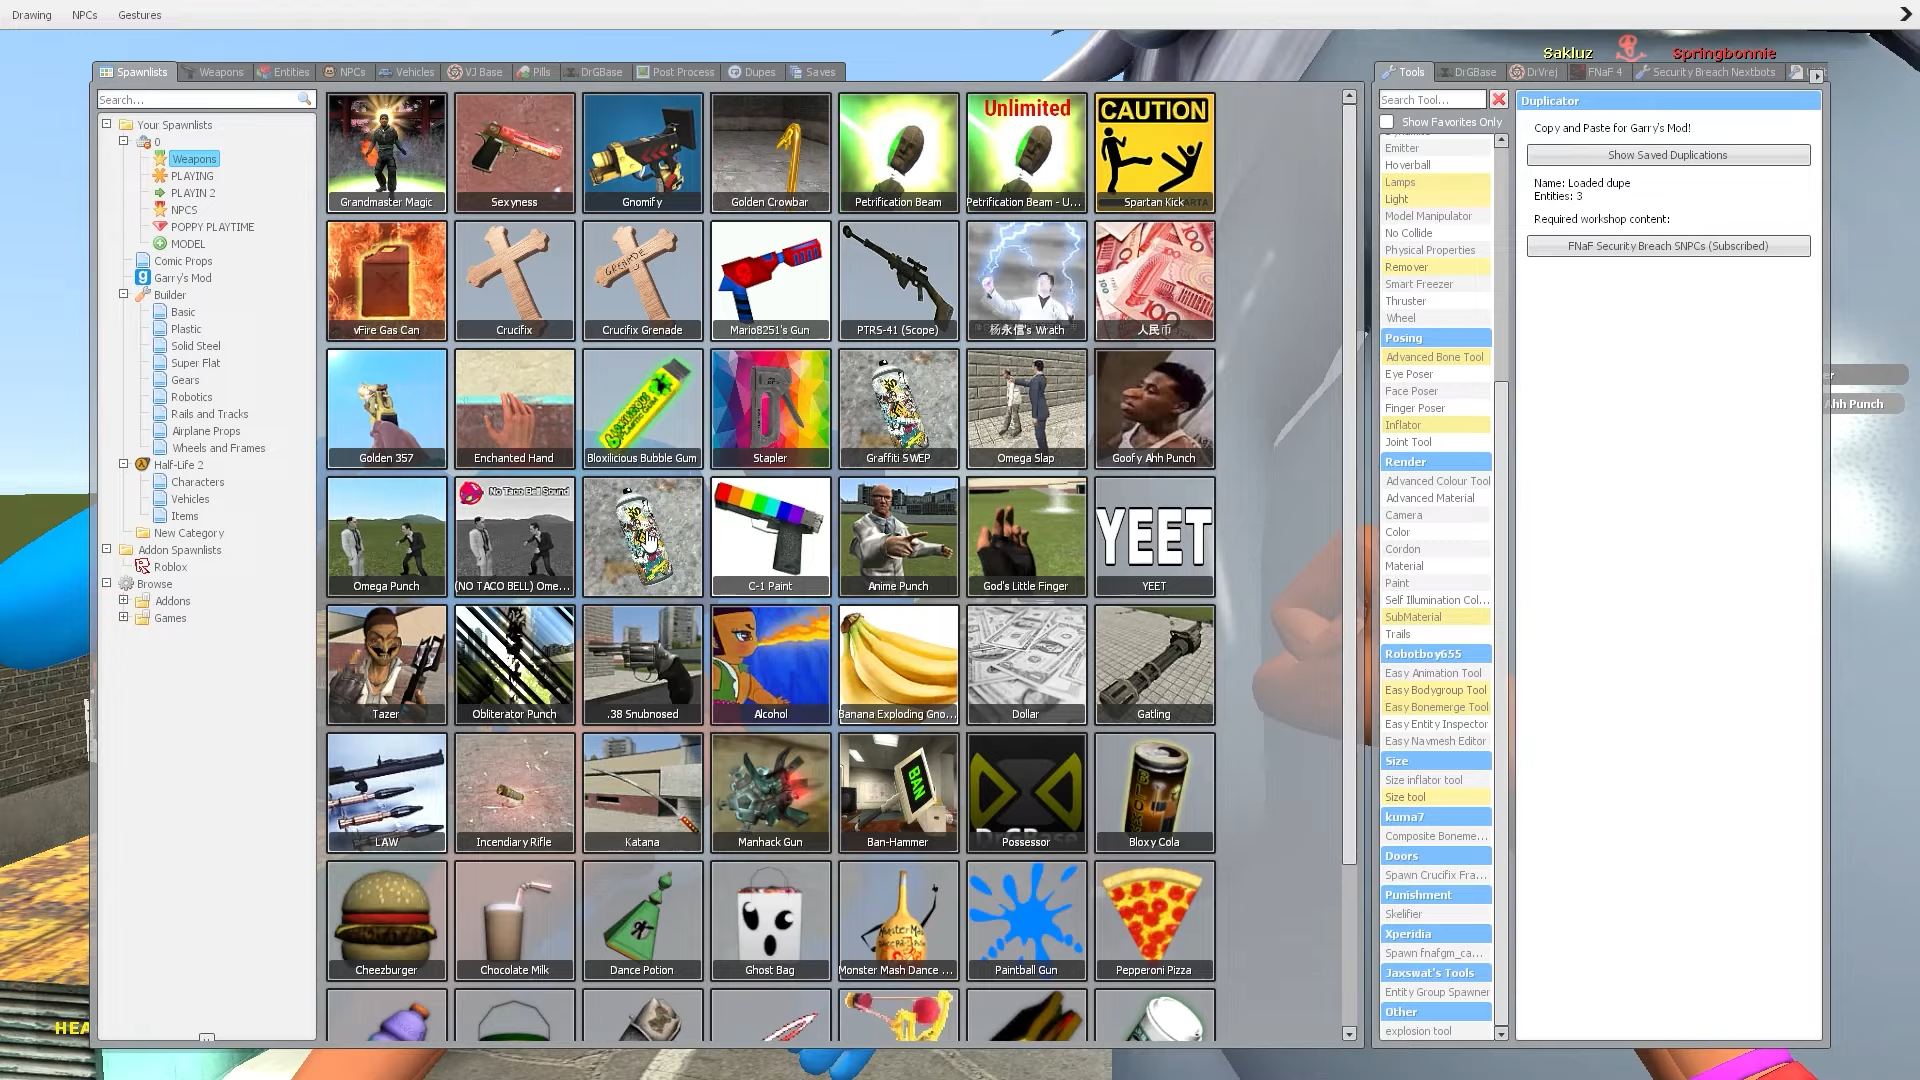 Drawing NPCs Gestures
Sakluz Springbonnie
Spawnlists Weapons Entities NPCs Vehicles VJ Base Pills DrGBase Post Process Dupes Saves
Search...
Your Spawnlists
0
Weapons
PLAYING
PLAYIN 2
NPCS
POPPY PLAYTIME
MODEL
Comic Props
Garry's Mod
Builder
Basic
Plastic
Solid Steel
Super Flat
Gears
Robotics
Rails and Tracks
Airplane Props
Wheels and Frames
Half-Life 2
Characters
Vehicles
Items
New Category
Addon Spawnlists
Roblox
Browse
Addons
Games
HEA
Unlimited
CAUTION
Grandmaster Magic Sexyness Gnomify Golden Crowbar Petrification Beam Petrification Beam - U... Spartan Kick
GRENADE
100
vFire Gas Can Crucifix Crucifix Grenade Mario8251's Gun PTRS-41 (Scope) 杨永信's Wrath 人民币
Golden 357 Enchanted Hand Bloxilicious Bubble Gum Stapler Graffiti SWEP Omega Slap Goofy Ahh Punch
No Taco Bell Sound
YEET
Omega Punch (NO TACO BELL) Ome... C-1 Paint Anime Punch God's Little Finger YEET
Tazer Obliterator Punch .38 Snubnosed Alcohol Banana Exploding Gno... Dollar Gatling
BAN
LAW Incendiary Rifle Katana Manhack Gun Ban-Hammer Possessor Bloxy Cola
Cheezburger Chocolate Milk Dance Potion Ghost Bag Monster Mash Dance ... Paintball Gun Pepperoni Pizza
Tools DrGBase DrVrej FNaF 4 Security Breach Nextbots
Search Tool...
Show Favorites Only
Emitter
Hoverball
Lamps
Light
Model Manipulator
No Collide
Physical Properties
Remover
Smart Freezer
Thruster
Wheel
Posing
Advanced Bone Tool
Eye Poser
Face Poser
Finger Poser
Inflator
Joint Tool
Render
Advanced Colour Tool
Advanced Material
Camera
Color
Cordon
Material
Paint
Self Illumination Col...
SubMaterial
Trails
Robotboy655
Easy Animation Tool
Easy Bodygroup Tool
Easy Bonemerge Tool
Easy Entity Inspector
Easy Navmesh Editor
Size
Size inflator tool
Size tool
kuma7
Composite Boneme...
Doors
Spawn Crucifix Fra...
Punishment
Skelifier
Xperidia
Spawn fnafgm_ca...
Jaxswat's Tools
Entity Group Spawner
Other
explosion tool
Duplicator
Copy and Paste for Garry's Mod!
Show Saved Duplications
Name: Loaded dupe
Entities: 3
Required workshop content:
FNaF Security Breach SNPCs (Subscribed)
er
Ahh Punch